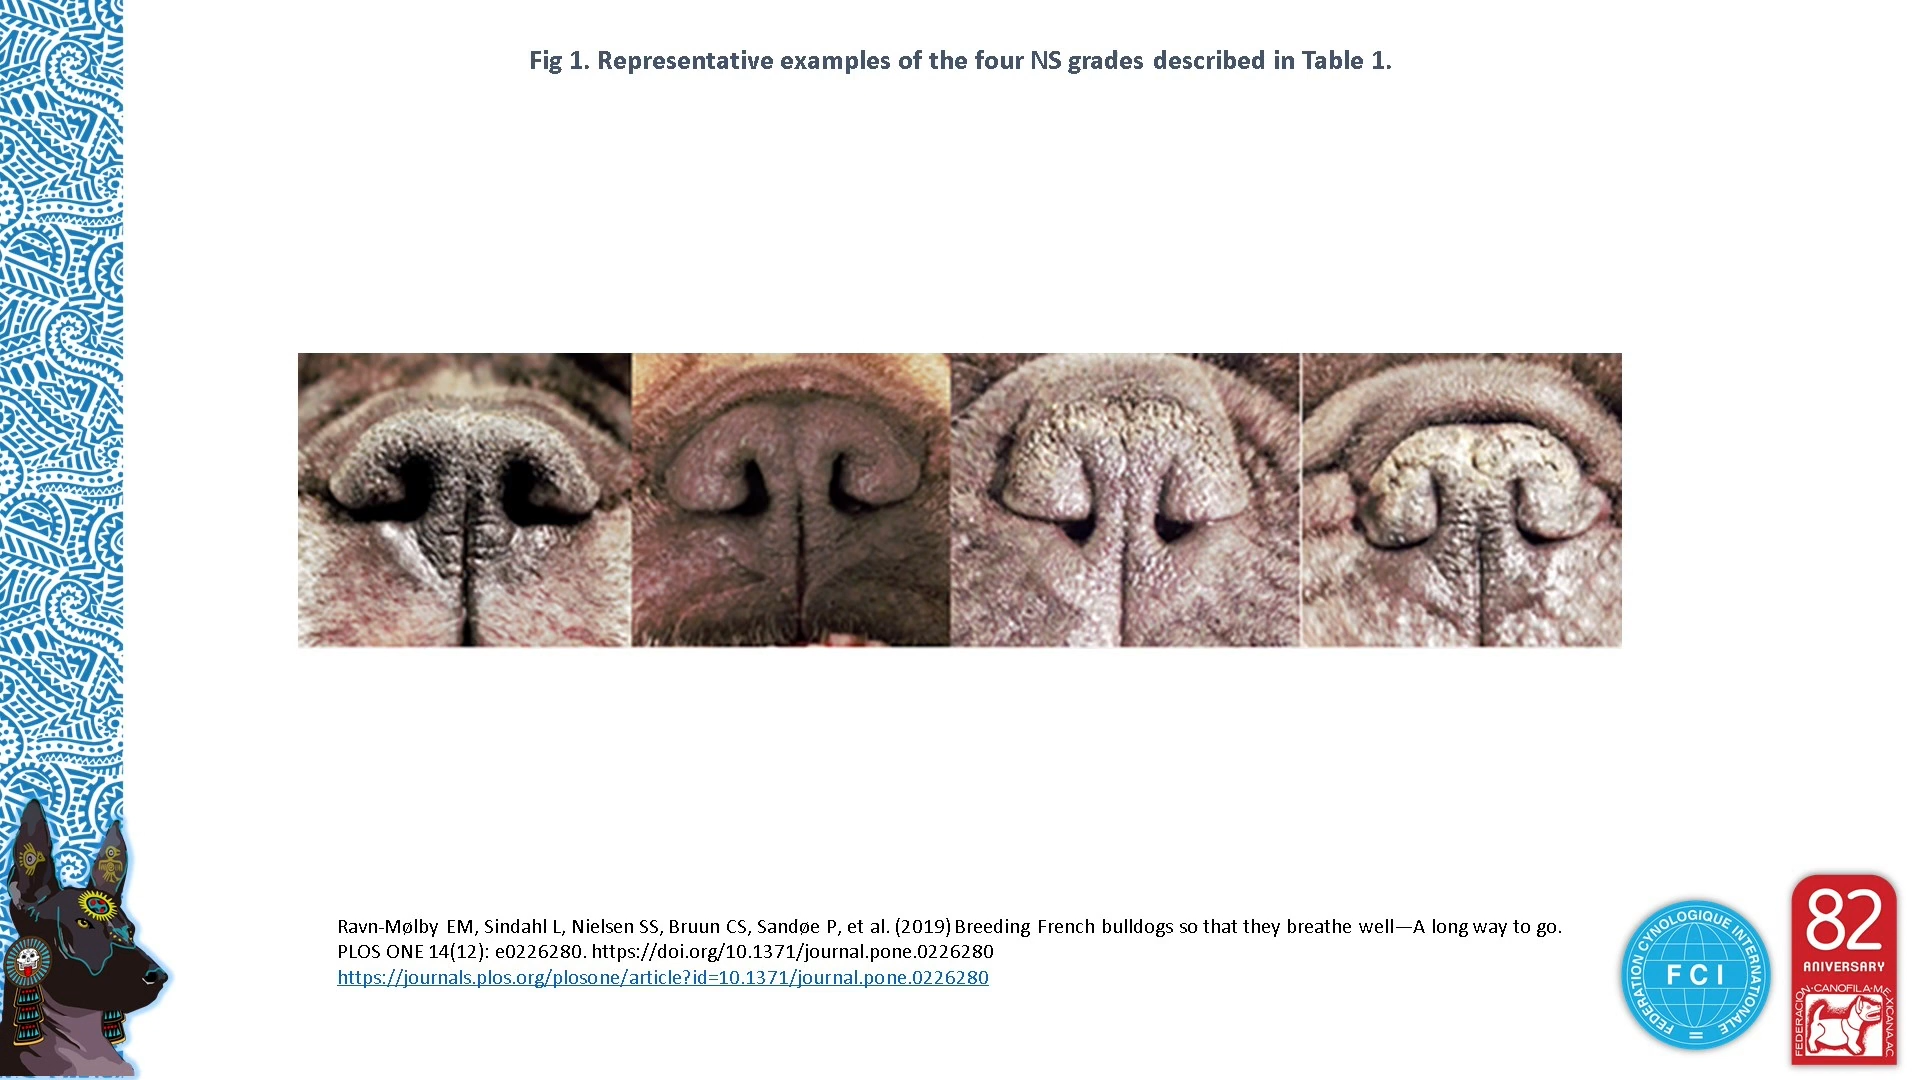 Fig 1. Representative examples of the four NS grades described in Table 1.
Ravn-Mølby EM, Sindahl L, Nielsen SS, Bruun CS, Sandøe P, et al. (2019) Breeding French bulldogs so that they breathe well—A long way to go.
PLOS ONE 14(12): e0226280. https://doi.org/10.1371/journal.pone.0226280
https://journals.plos.org/plosone/article?id=10.1371/journal.pone.0226280
FEDERATION CYNOLOGIQUE INTERNATIONALE
FCI
82
ANIVERSARY
FEDERACION·CANOFILA·MEXICANA,AC